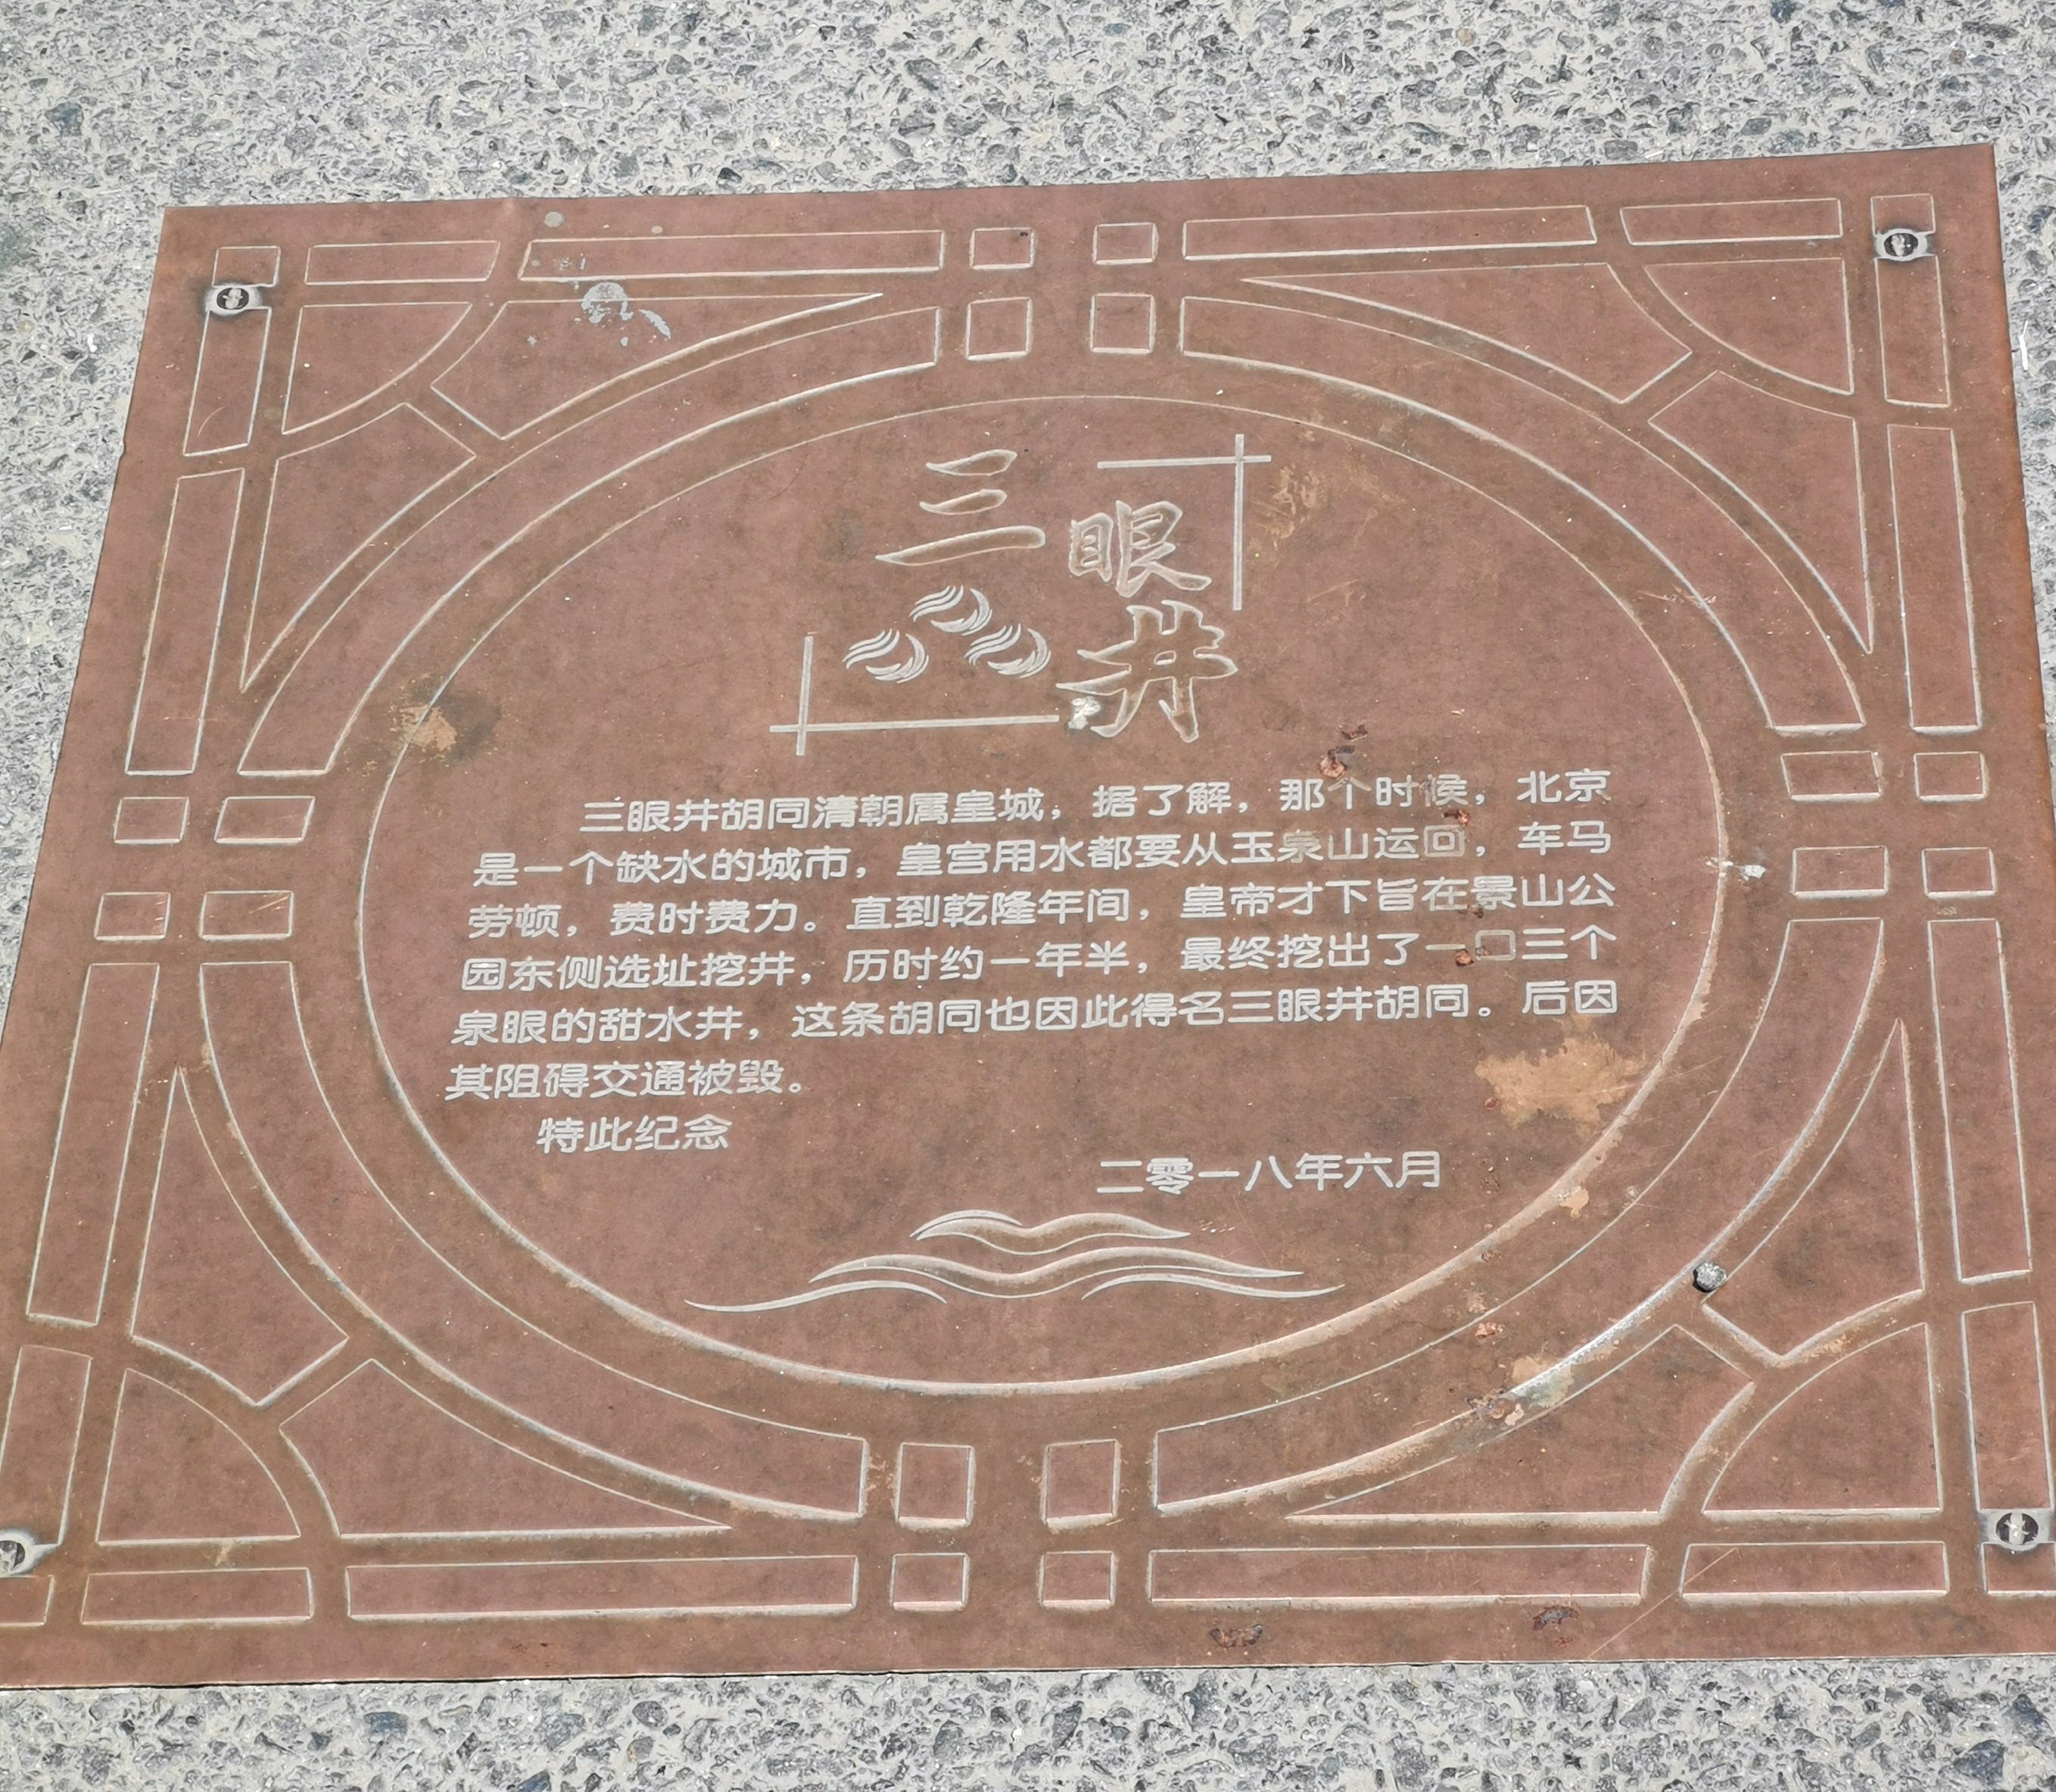 三眼井
三眼井胡同清朝属皇城，据了解，那个时候，北京
是一个缺水的城市，皇宫用水都要从玉泉山运回，车马
劳顿，费时费力。直到乾隆年间，皇帝才下旨在景山公
园东侧选址挖井，历时约一年半，最终挖出了一口三个
泉眼的甜水井，这条胡同也因此得名三眼井胡同。后因
其阻碍交通被毁。
特此纪念
二零一八年六月